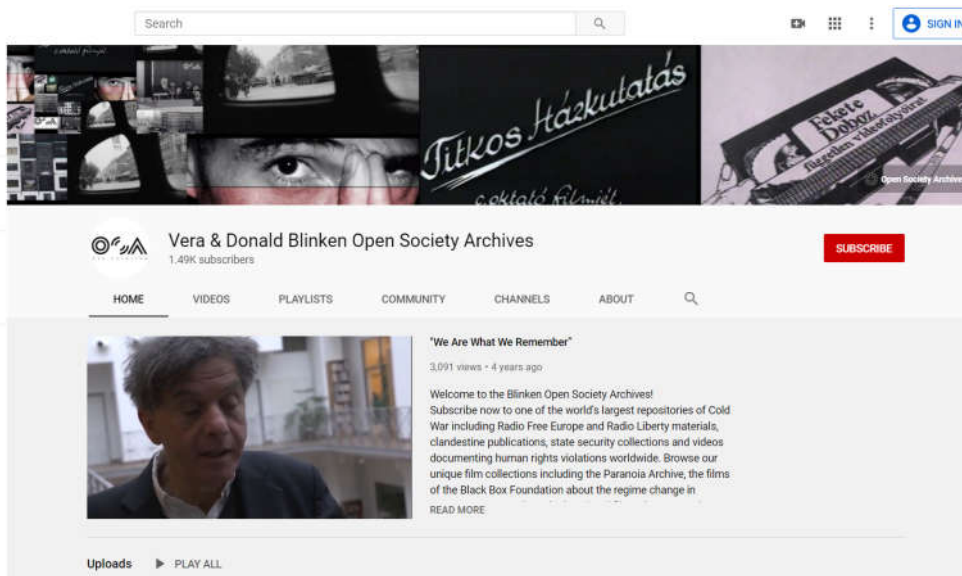 Search
SIGN IN
Titkos Házkutatás
c. oktató filmjét.
Fekete
Doboz
független videófolyóirat
Open Society Archive
OSA
Vera & Donald Blinken Open Society Archives
1.49K subscribers
SUBSCRIBE
HOME VIDEOS PLAYLISTS COMMUNITY CHANNELS ABOUT
"We Are What We Remember"
3,091 views • 4 years ago
Welcome to the Blinken Open Society Archives!
Subscribe now to one of the world's largest repositories of Cold
War including Radio Free Europe and Radio Liberty materials,
clandestine publications, state security collections and videos
documenting human rights violations worldwide. Browse our
unique film collections including the Paranoia Archive, the films
of the Black Box Foundation about the regime change in
READ MORE
Uploads PLAY ALL